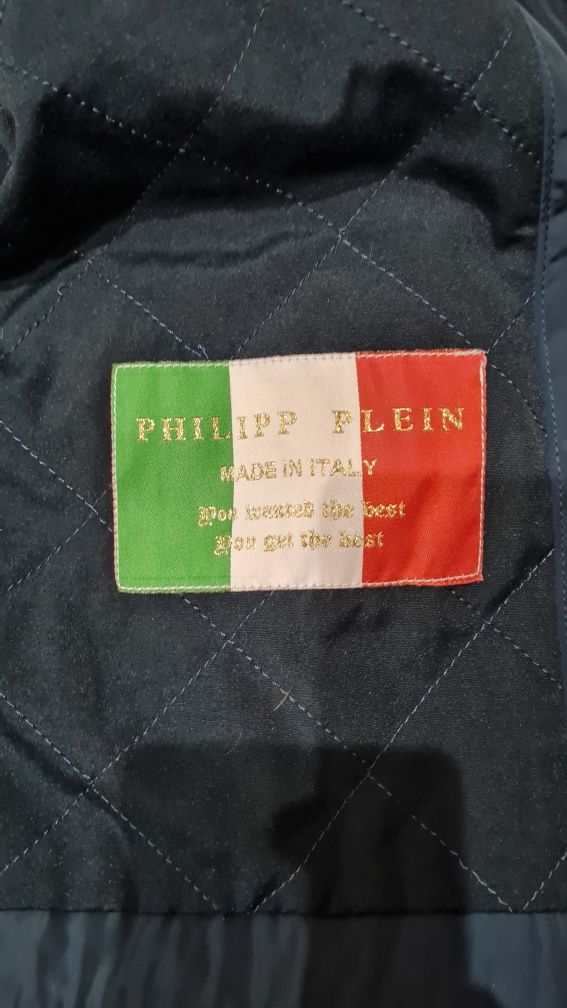 PHILIPP PLEIN
MADE IN ITALY
You wanted the best
You get the best